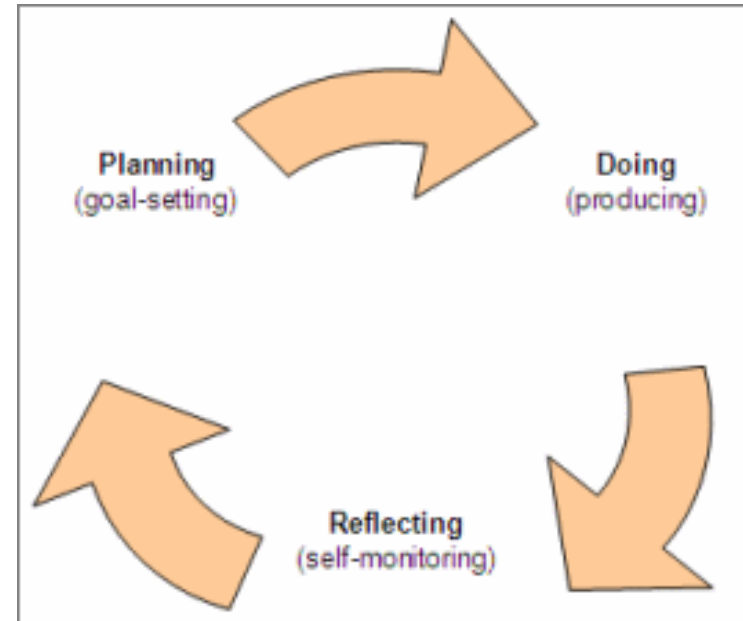 Planning
(goal-setting)
Doing
(producing)
Reflecting
(self-monitoring)